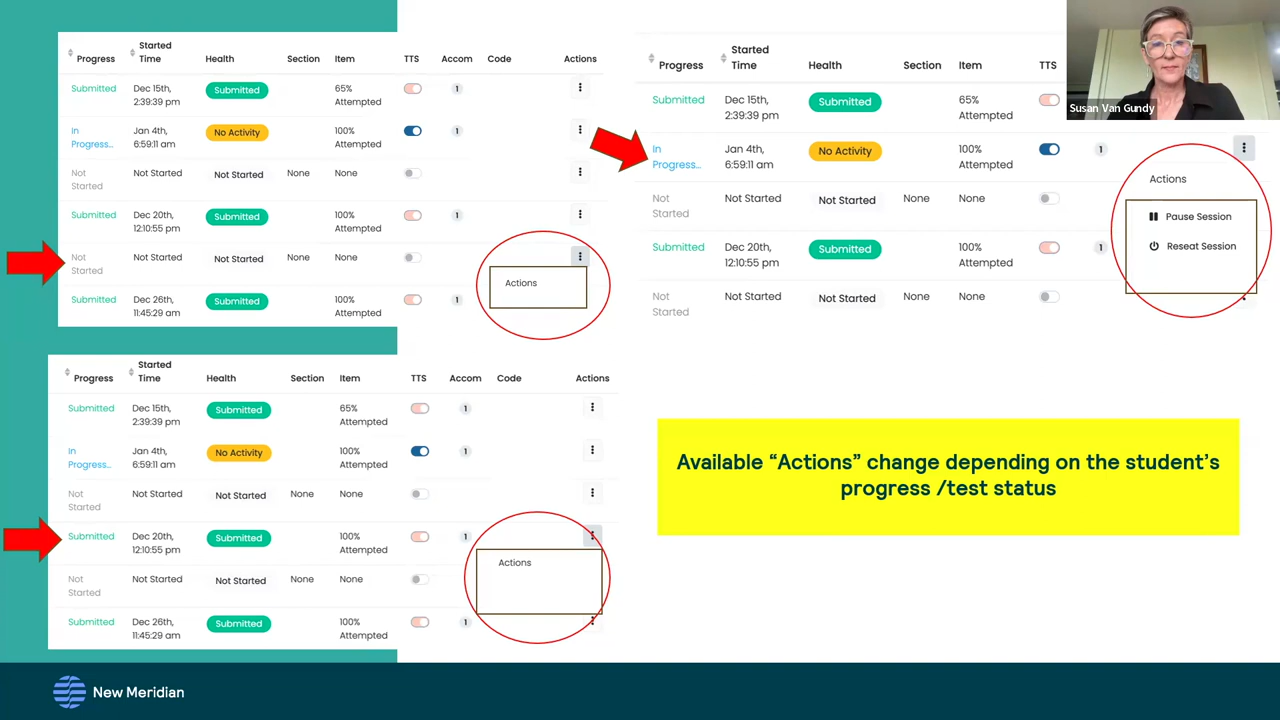 Progress Started Time Health Section Item TTS Accom Code Actions
Submitted Dec 15th, 2:39:39 pm Submitted 65% Attempted 1
In Progress... Jan 4th, 6:59:11 am No Activity 100% Attempted 1
Not Started Not Started Not Started None None
Submitted Dec 20th, 12:10:55 pm Submitted 100% Attempted 1
Not Started Not Started Not Started None None
Actions
Submitted Dec 26th, 11:45:29 am Submitted 100% Attempted 1
Progress Started Time Health Section Item TTS
Susan Van Gundy
Submitted Dec 15th, 2:39:39 pm Submitted 65% Attempted
In Progress... Jan 4th, 6:59:11 am No Activity 100% Attempted 1
Actions
Pause Session
Reseat Session
Not Started Not Started Not Started None None
Submitted Dec 20th, 12:10:55 pm Submitted 100% Attempted 1
Not Started Not Started Not Started None None
Progress Started Time Health Section Item TTS Accom Code Actions
Submitted Dec 15th, 2:39:39 pm Submitted 65% Attempted 1
In Progress... Jan 4th, 6:59:11 am No Activity 100% Attempted 1
Not Started Not Started Not Started None None
Submitted Dec 20th, 12:10:55 pm Submitted 100% Attempted 1
Actions
Not Started Not Started Not Started None None
Submitted Dec 26th, 11:45:29 am Submitted 100% Attempted 1
Available “Actions” change depending on the student’s
progress /test status
New Meridian